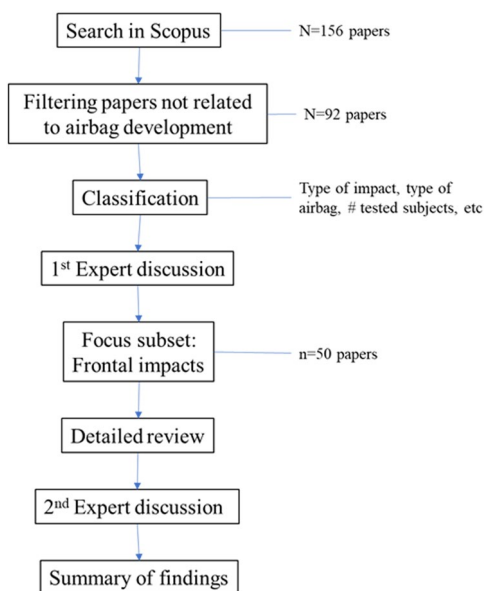 Search in Scopus
N=156 papers
Filtering papers not related
to airbag development
N=92 papers
Classification
Type of impact, type of
airbag, # tested subjects, etc
1st Expert discussion
Focus subset:
Frontal impacts
n=50 papers
Detailed review
2nd Expert discussion
Summary of findings